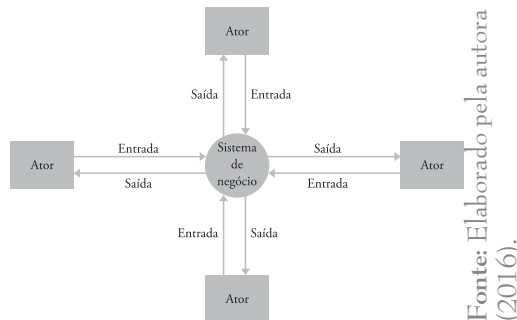 Ator
Saída
Entrada
Entrada
Saída
Ator
Sistema
de
negócio
Saída
Entrada
Ator
Entrada
Saída
Ator
Fonte: Elaborado pela autora
(2016).